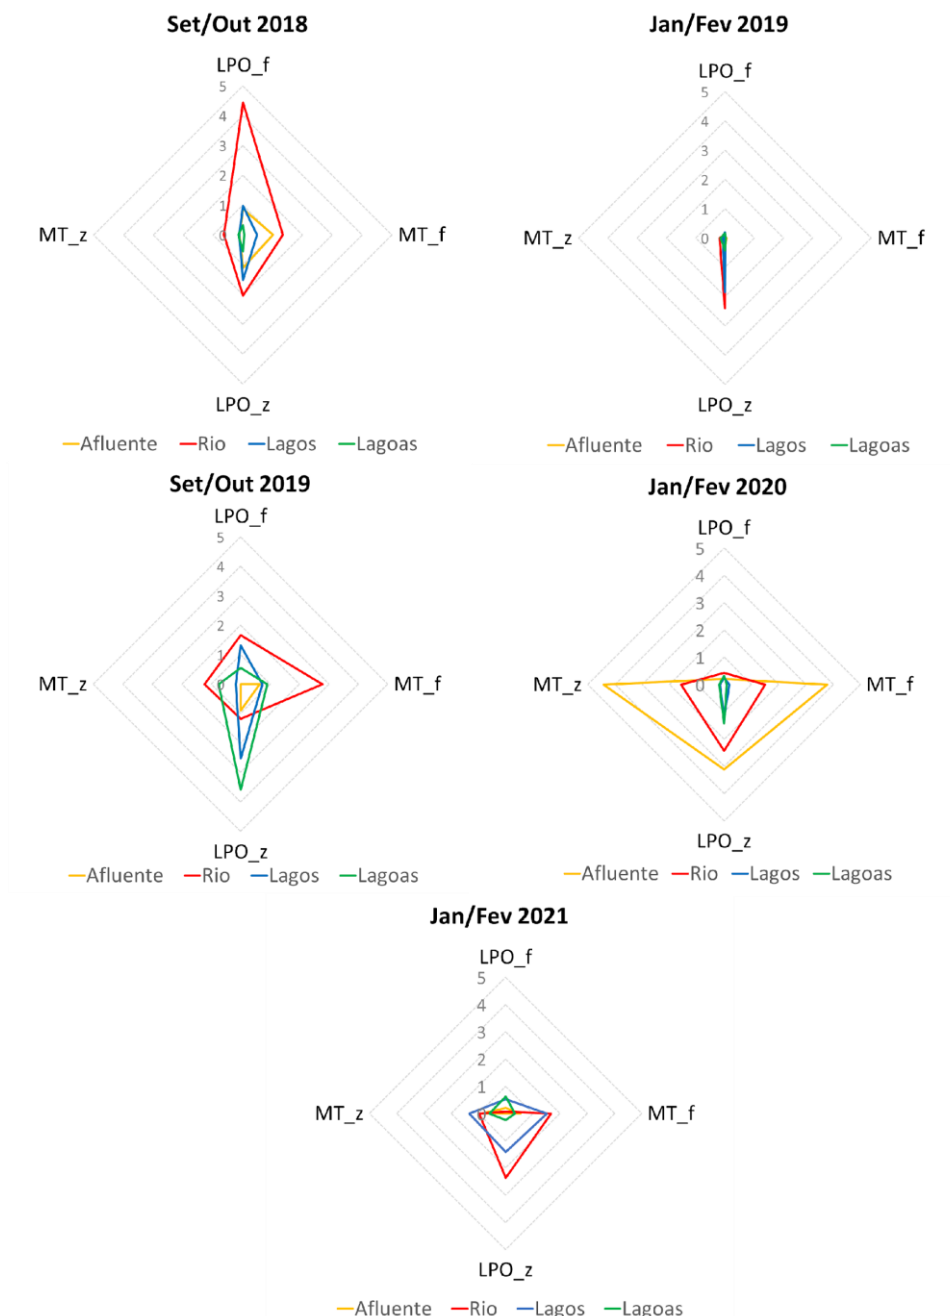 Set/Out 2018
LPO_f
5
4
3
2
1
0
MT_z
MT_f
LPO_z
Afluente Rio Lagos Lagoas
Jan/Fev 2019
LPO_f
5
4
3
2
1
0
MT_z
MT_f
LPO_z
Afluente Rio Lagos Lagoas
Set/Out 2019
LPO_f
5
4
3
2
1
0
MT_z
MT_f
LPO_z
Afluente Rio Lagos Lagoas
Jan/Fev 2020
LPO_f
5
4
3
2
1
0
MT_z
MT_f
LPO_z
Afluente Rio Lagos Lagoas
Jan/Fev 2021
LPO_f
5
4
3
2
1
MT_z
MT_f
LPO_z
Afluente Rio Lagos Lagoas